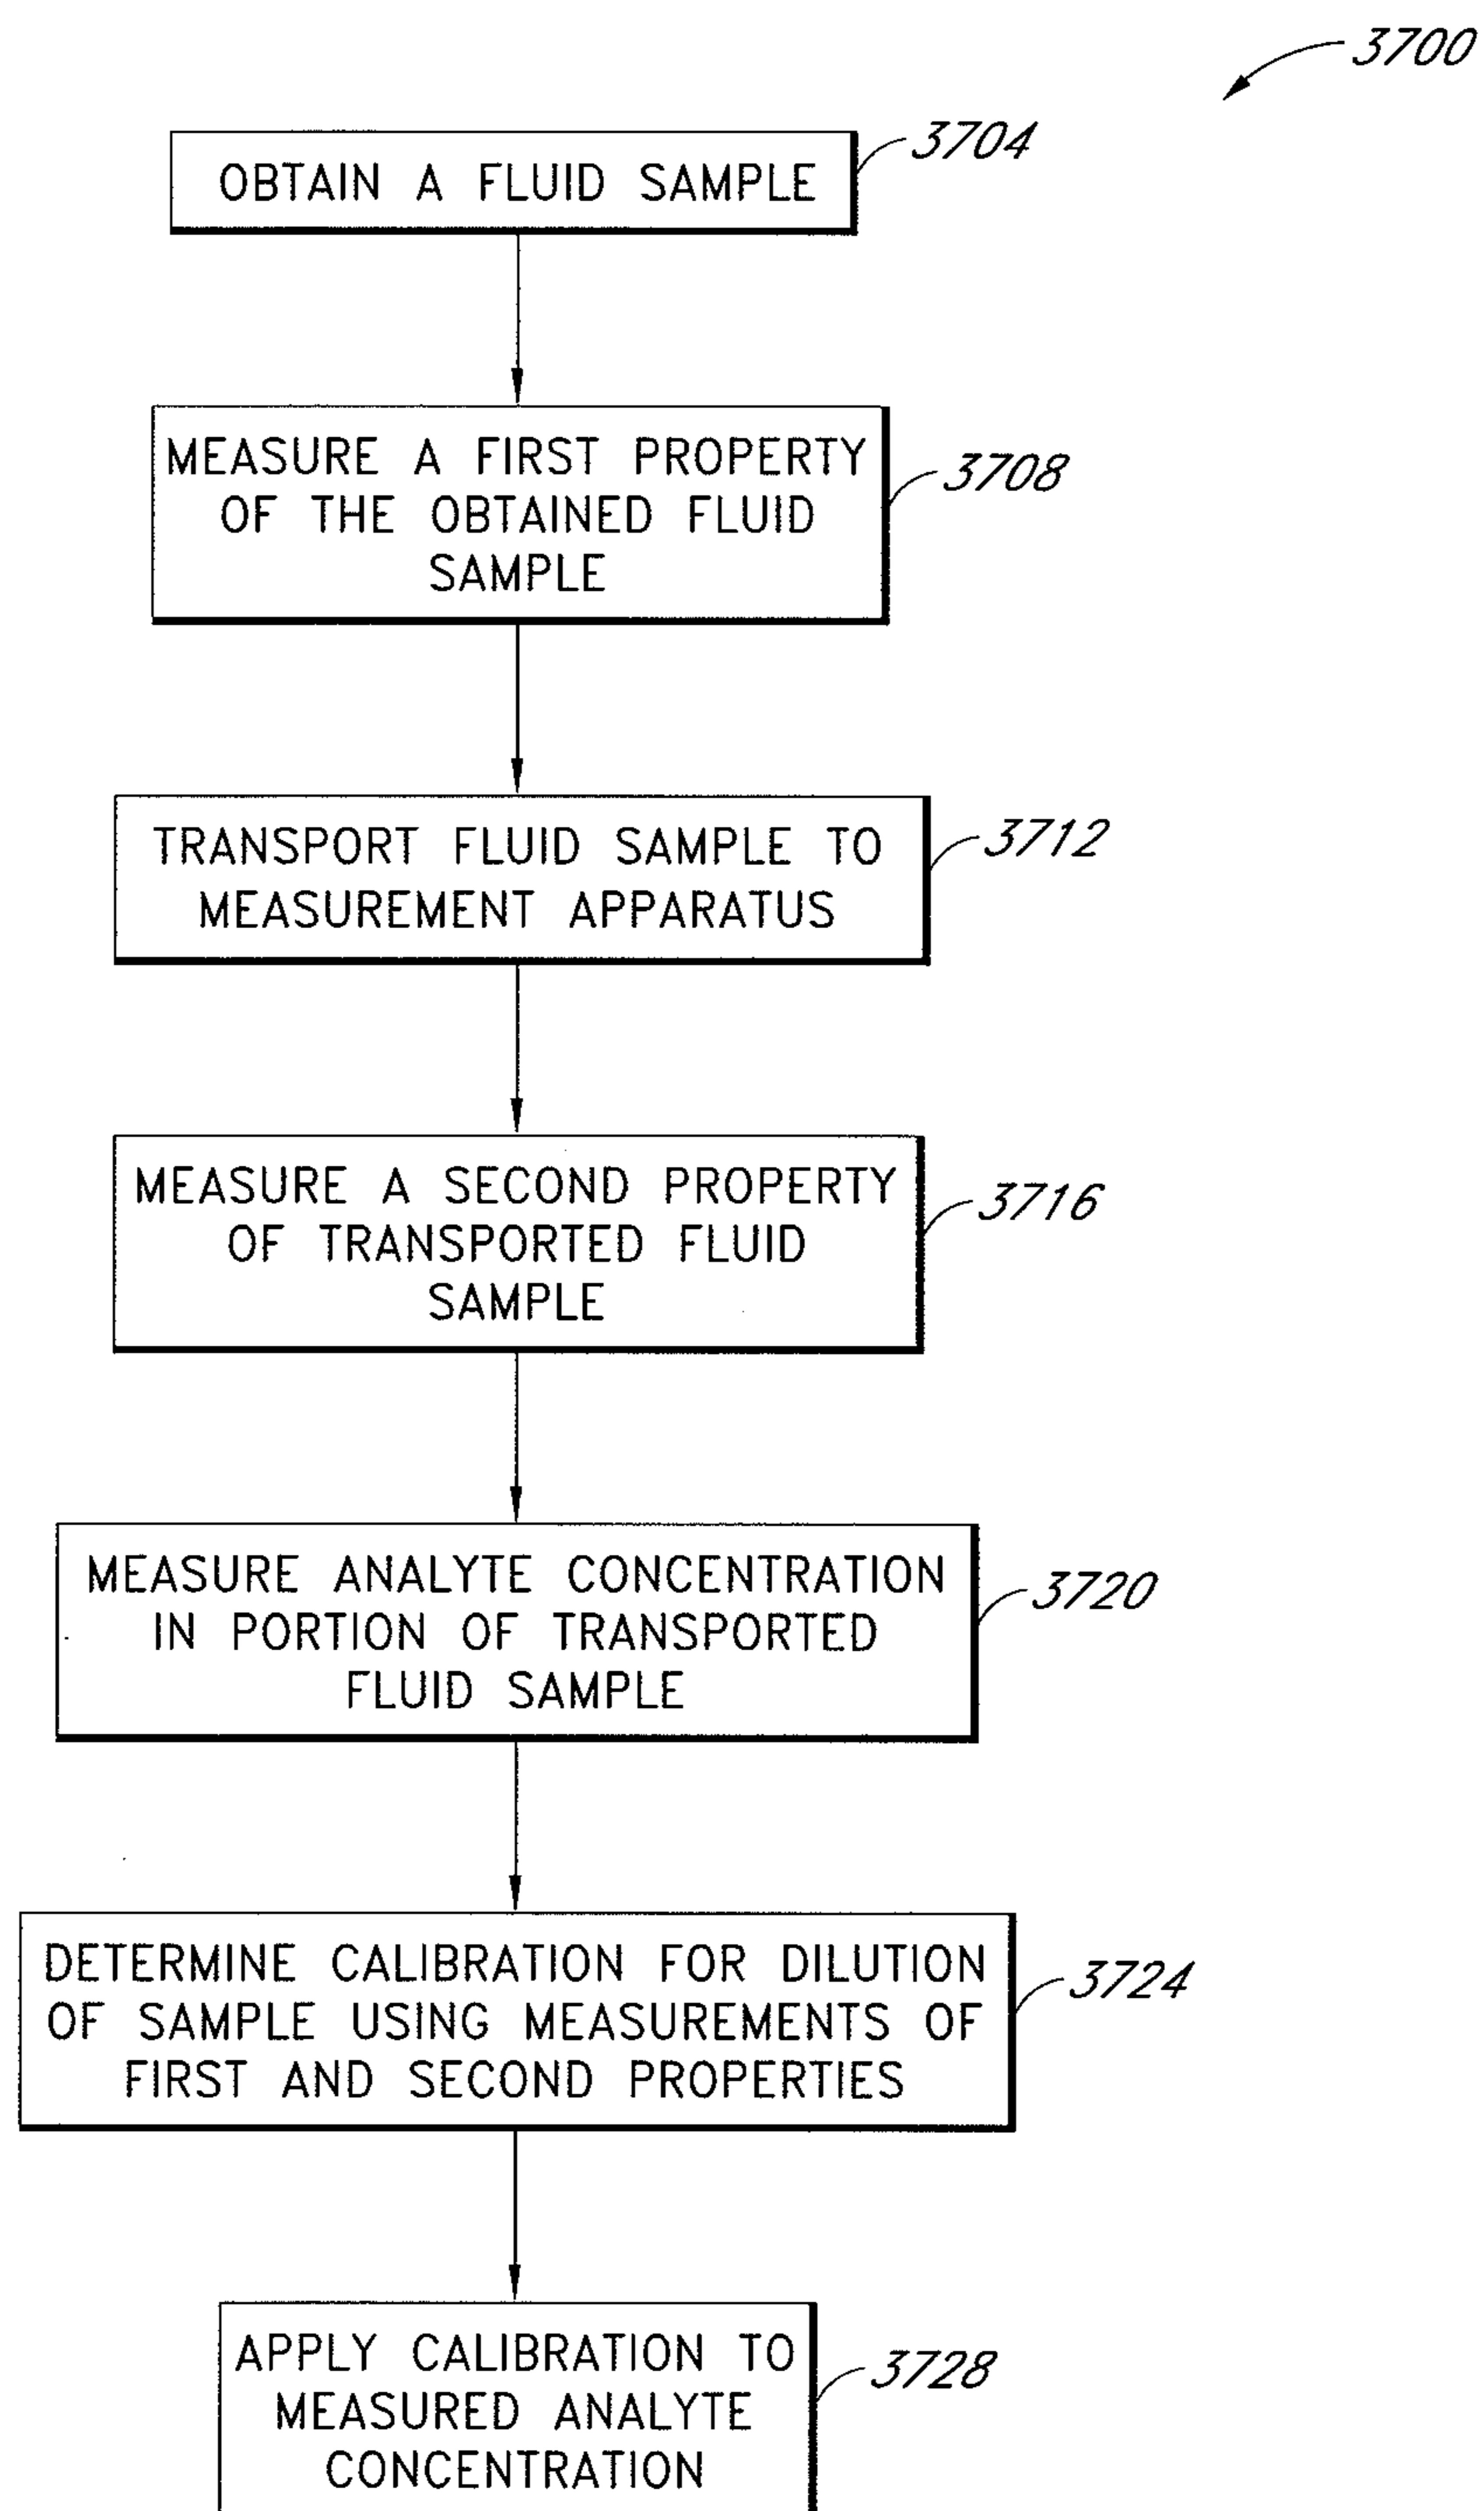 3700
OBTAIN A FLUID SAMPLE
3704
MEASURE A FIRST PROPERTY
OF THE OBTAINED FLUID
SAMPLE
3708
TRANSPORT FLUID SAMPLE TO
MEASUREMENT APPARATUS
3712
MEASURE A SECOND PROPERTY
OF TRANSPORTED FLUID
SAMPLE
3716
MEASURE ANALYTE CONCENTRATION
IN PORTION OF TRANSPORTED
FLUID SAMPLE
3720
DETERMINE CALIBRATION FOR DILUTION
OF SAMPLE USING MEASUREMENTS OF
FIRST AND SECOND PROPERTIES
3724
APPLY CALIBRATION TO
MEASURED ANALYTE
CONCENTRATION
3728